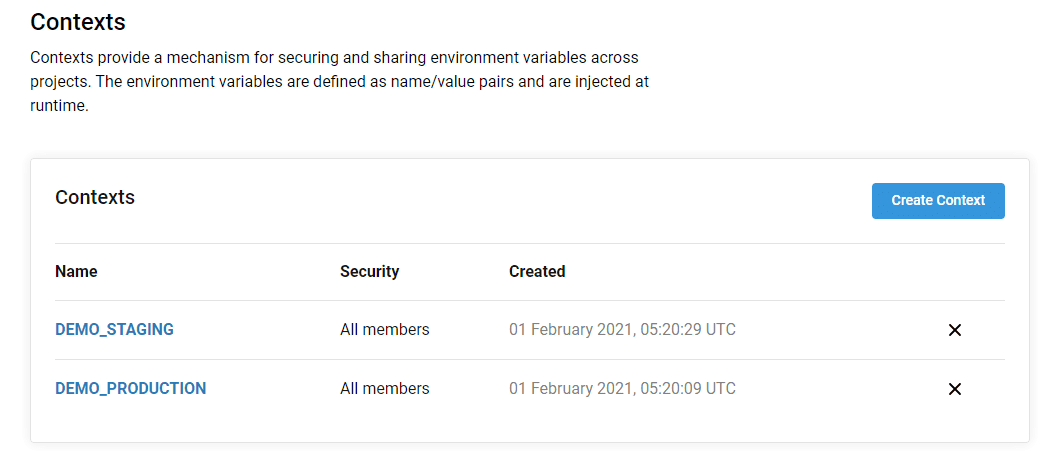 Contexts
Contexts provide a mechanism for securing and sharing environment variables across
projects. The environment variables are defined as name/value pairs and are injected at
runtime.
Contexts
Create Context
Name Security Created
DEMO_STAGING All members 01 February 2021, 05:20:29 UTC
DEMO_PRODUCTION All members 01 February 2021, 05:20:09 UTC